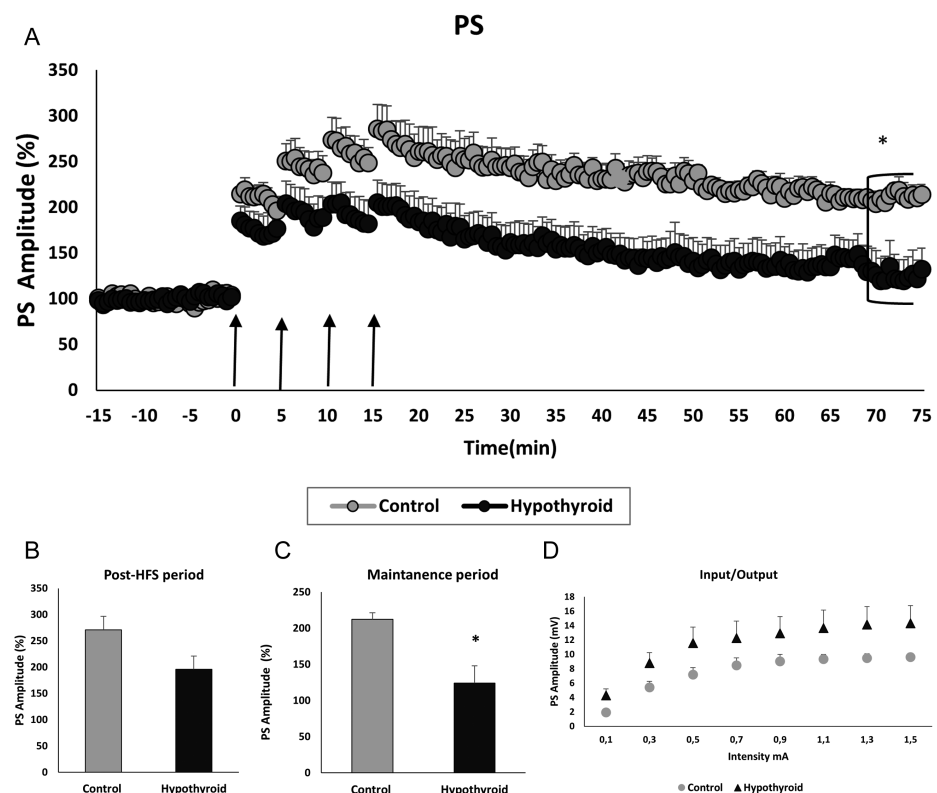 PS
A
350
300
250
200
150
100
50
0
PS Amplitude (%)
*
-15 -10 -5 0 5 10 15 20 25 30 35 40 45 50 55 60 65 70 75
Time(min)
Control Hypothyroid
B
Post-HFS period
350
300
250
200
150
100
50
0
PS Amplitude (%)
Control Hypothyroid
C
Maintanence period
250
200
150
100
50
0
PS Amplitude (%)
*
Control Hypothyroid
D
Input/Output
18
16
14
12
10
8
6
4
2
0
PS Amplitude (mV)
0,1 0,3 0,5 0,7 0,9 1,1 1,3 1,5
Intensity mA
Control Hypothyroid